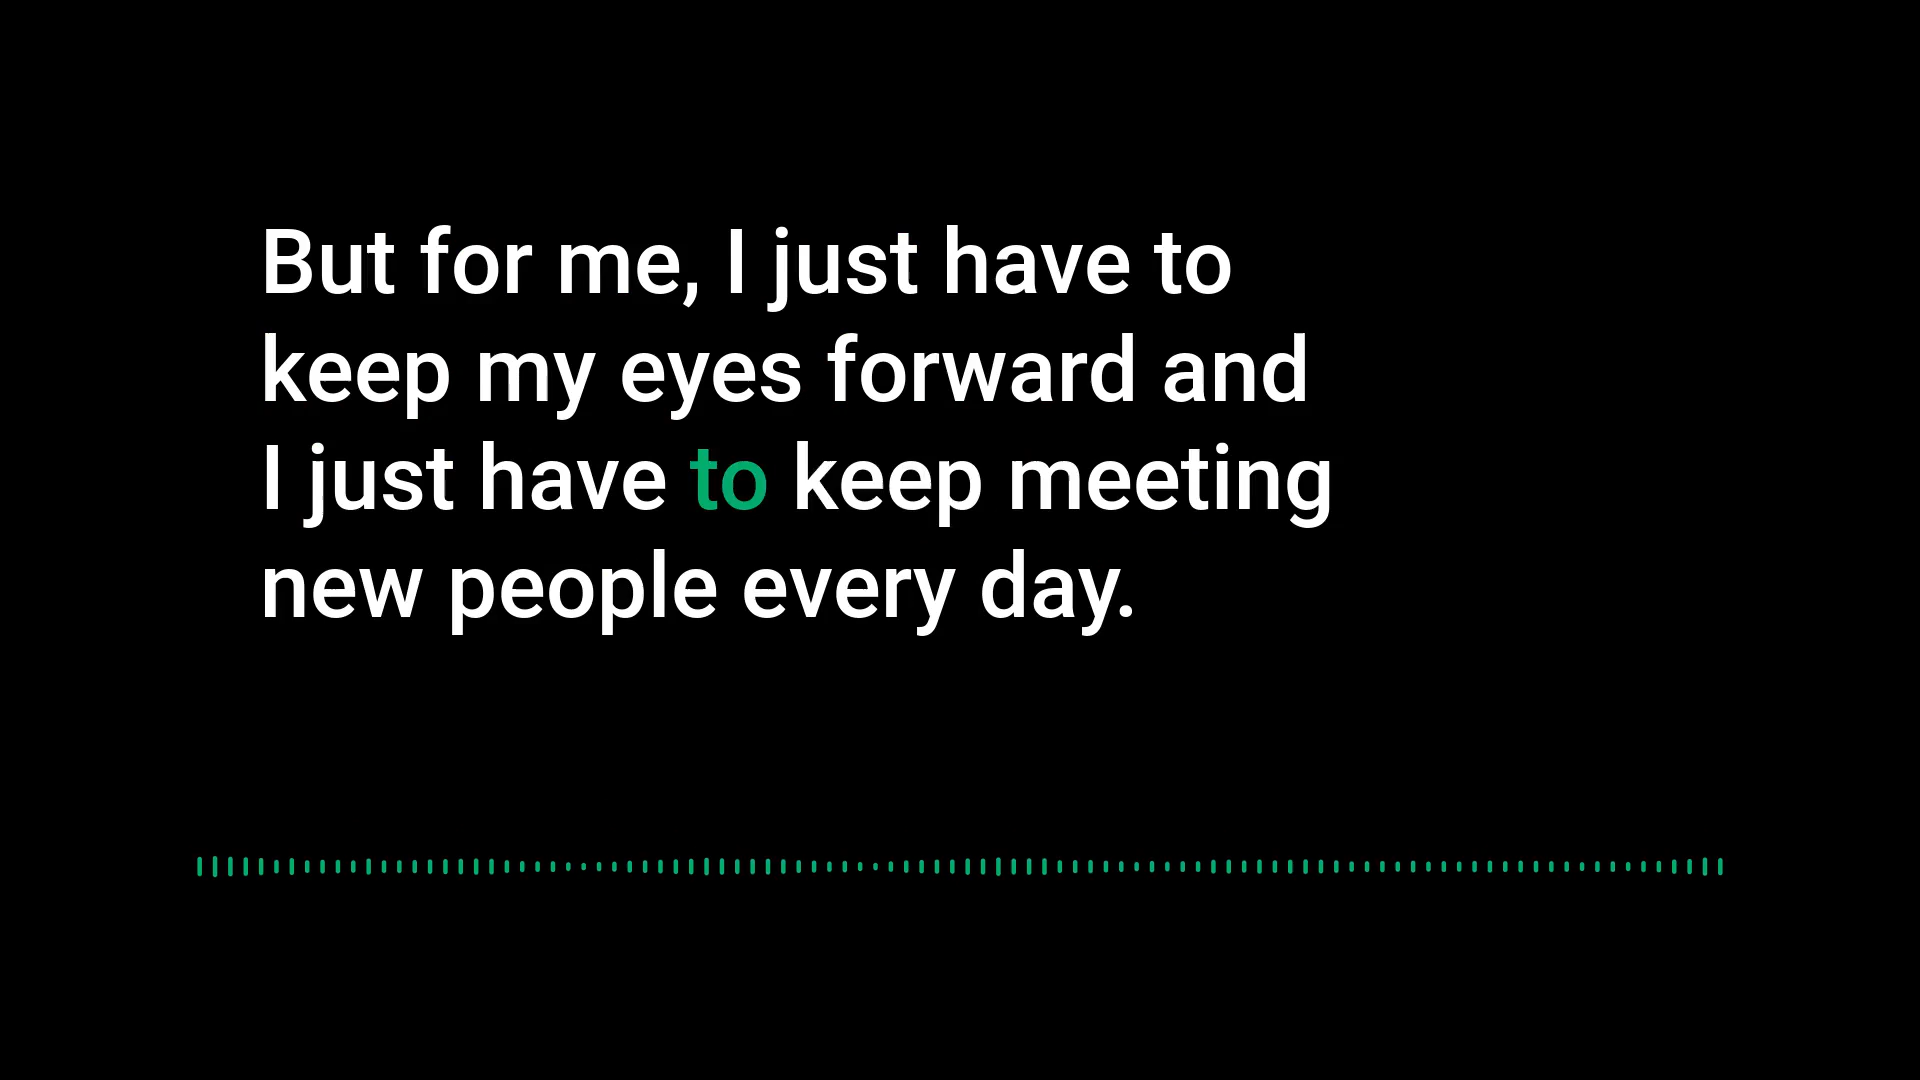 But for me, I just have to
keep my eyes forward and
I just have to keep meeting
new people every day.